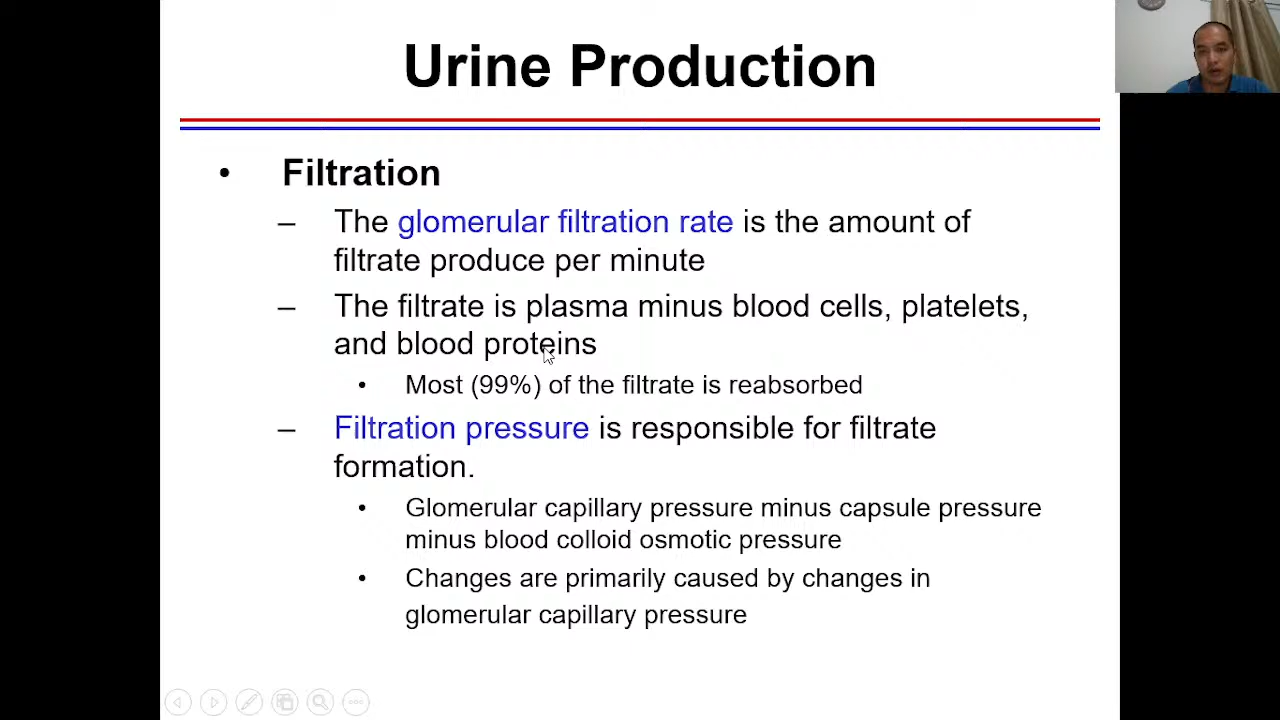 Urine Production
• Filtration
– The glomerular filtration rate is the amount of
filtrate produce per minute
– The filtrate is plasma minus blood cells, platelets,
and blood proteins
• Most (99%) of the filtrate is reabsorbed
– Filtration pressure is responsible for filtrate
formation.
• Glomerular capillary pressure minus capsule pressure
minus blood colloid osmotic pressure
• Changes are primarily caused by changes in
glomerular capillary pressure